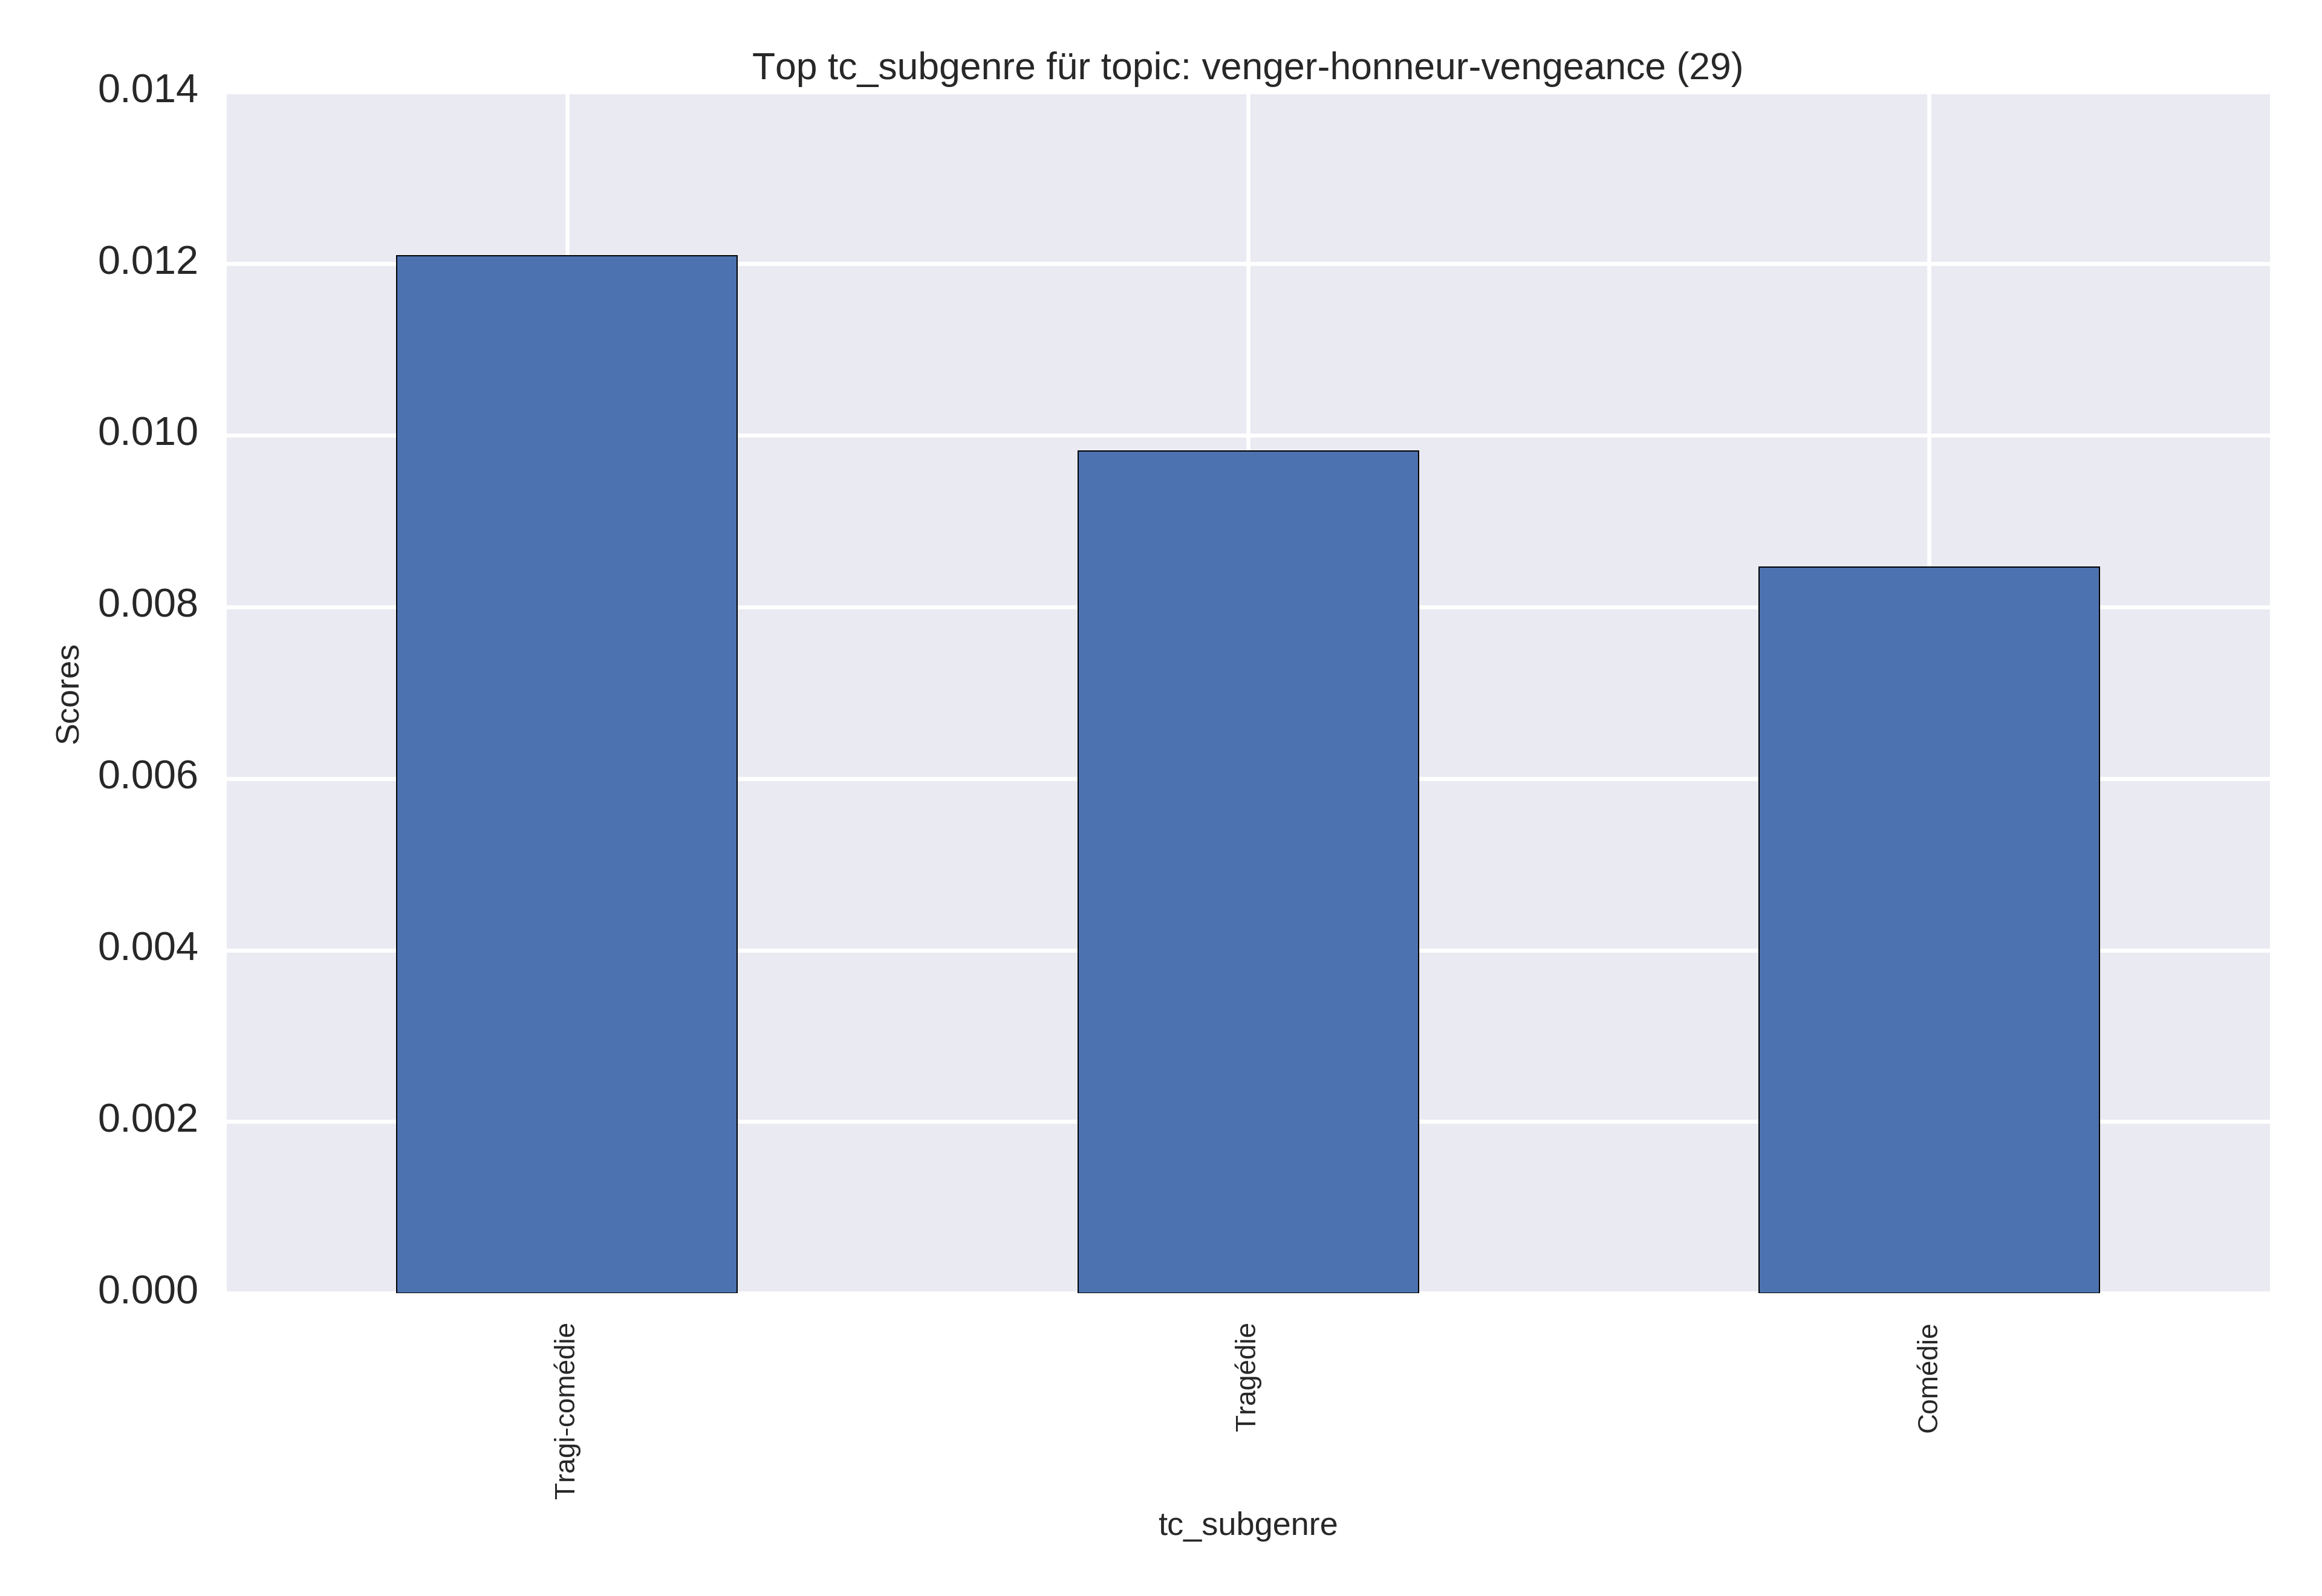 Top tc_subgenre für topic: venger-honneur-vengeance (29)
0.014
0.012
0.010
0.008
0.006
0.004
0.002
0.000
Scores
Tragi-comédie
Tragédie
Comédie
tc_subgenre